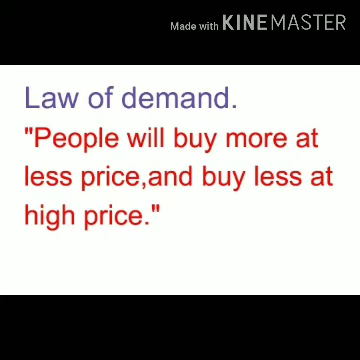 Made with KINEMASTER
Law of demand.
"People will buy more at
less price,and buy less at
high price."